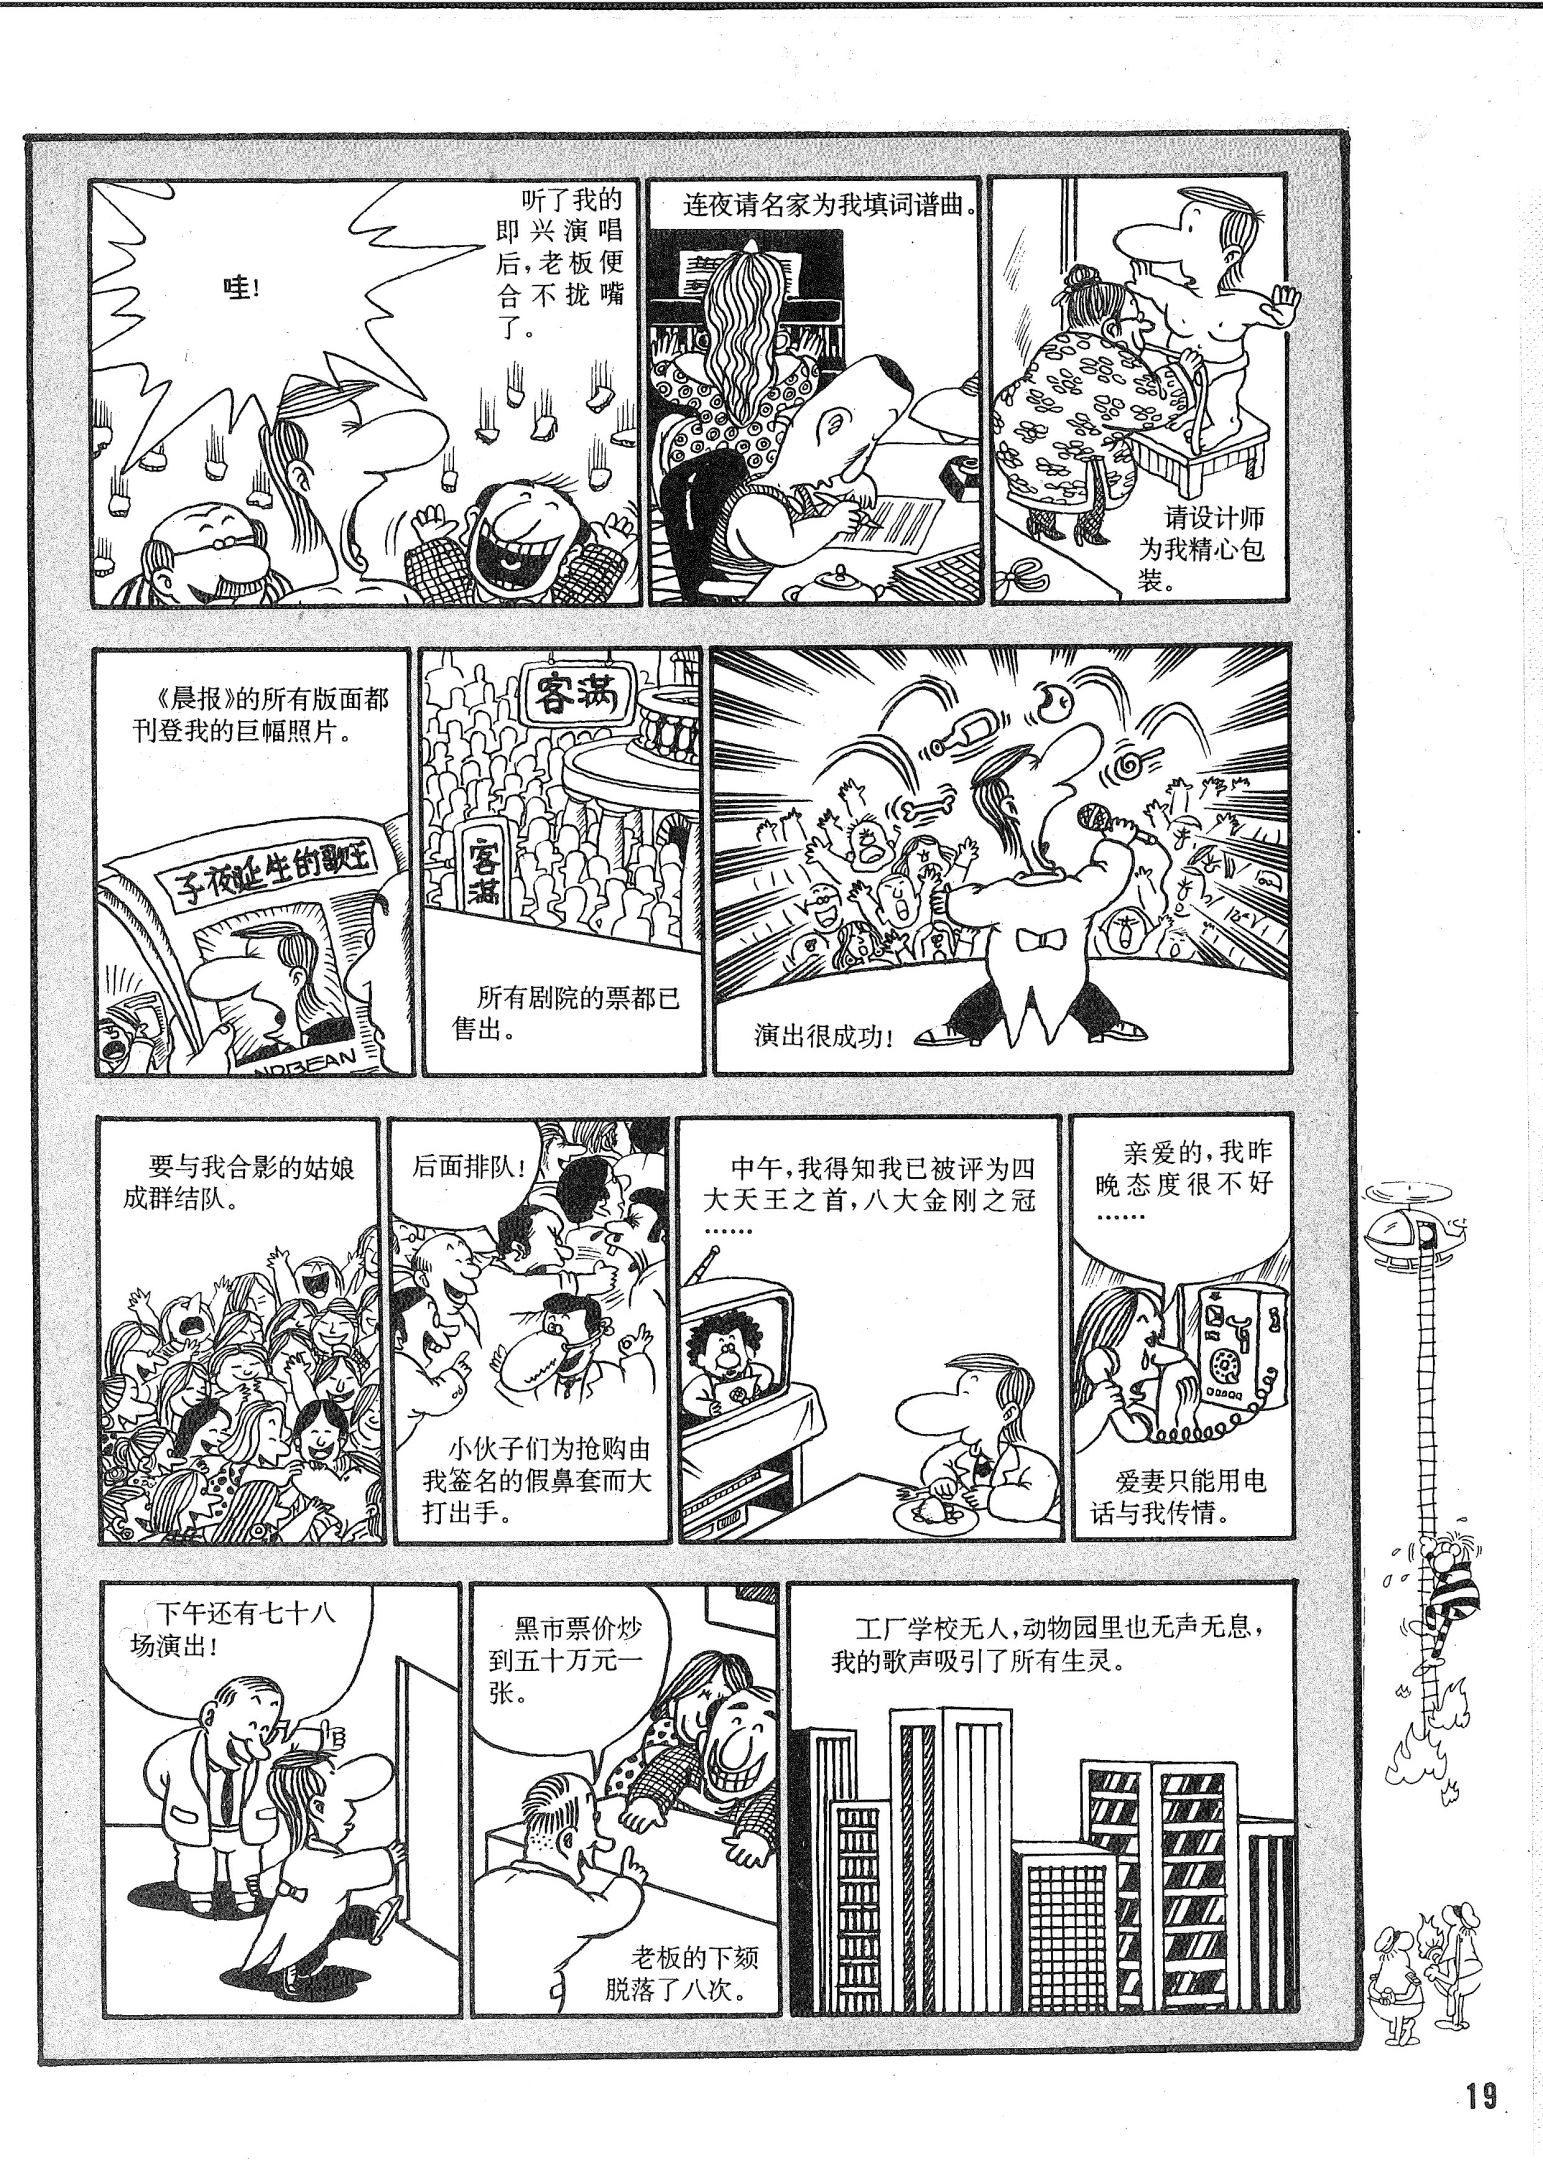 哇!
听了我的
即兴演唱
后,老板便
合不拢嘴
了。
连夜请名家为我填词谱曲。
请设计师
为我精心包
装。
《晨报》的所有版面都
刊登我的巨幅照片。
子夜诞生的歌王
NDBEAN
客满
客满
所有剧院的票都已
售出。
演出很成功!
要与我合影的姑娘
成群结队。
后面排队!
小伙子们为抢购由
我签名的假鼻套而大
打出手。
中午,我得知我已被评为四
大天王之首,八大金刚之冠
……
亲爱的,我昨
晚态度很不好
……
爱妻只能用电
话与我传情。
下午还有七十八
场演出!
黑市票价炒
到五十万元一
张。
老板的下颏
脱落了八次。
工厂学校无人,动物园里也无声无息,
我的歌声吸引了所有生灵。
19